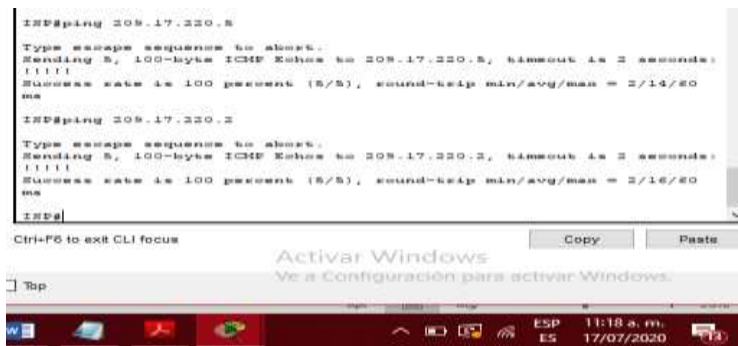 ISP#ping 209.17.220.5
Type escape sequence to abort.
Sending 5, 100-byte ICMP Echos to 209.17.220.5, timeout is 2 seconds:
!!!!!
Success rate is 100 percent (5/5), round-trip min/avg/max = 2/14/60
ms
ISP#ping 209.17.220.2
Type escape sequence to abort.
Sending 5, 100-byte ICMP Echos to 209.17.220.2, timeout is 2 seconds:
!!!!!
Success rate is 100 percent (5/5), round-trip min/avg/max = 2/16/60
ms
ISP#
Ctrl+F6 to exit CLI focus
Copy
Paste
Activar Windows
Ve a Configuración para activar Windows.
Top
ESP
ES
11:18 a. m.
17/07/2020